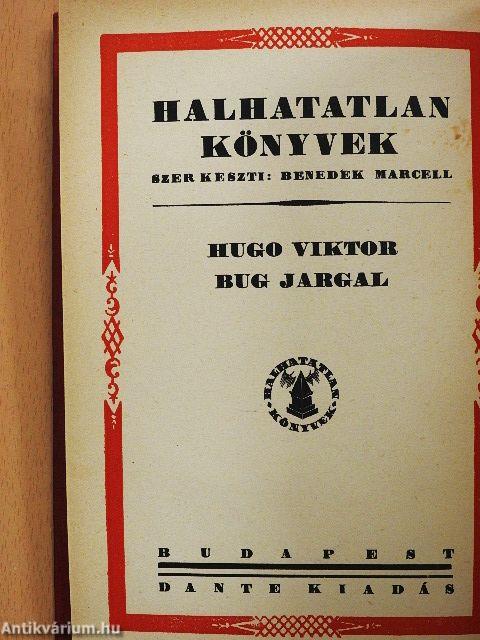 HALHATATLAN
KÖNYVEK
SZERKESZTI: BENEDEK MARCELL
HUGO VIKTOR
BUG JARGAL
HALHATATLAN
KÖNYVEK
BUDAPEST
DANTE KIADÁS
Antikvárium.hu